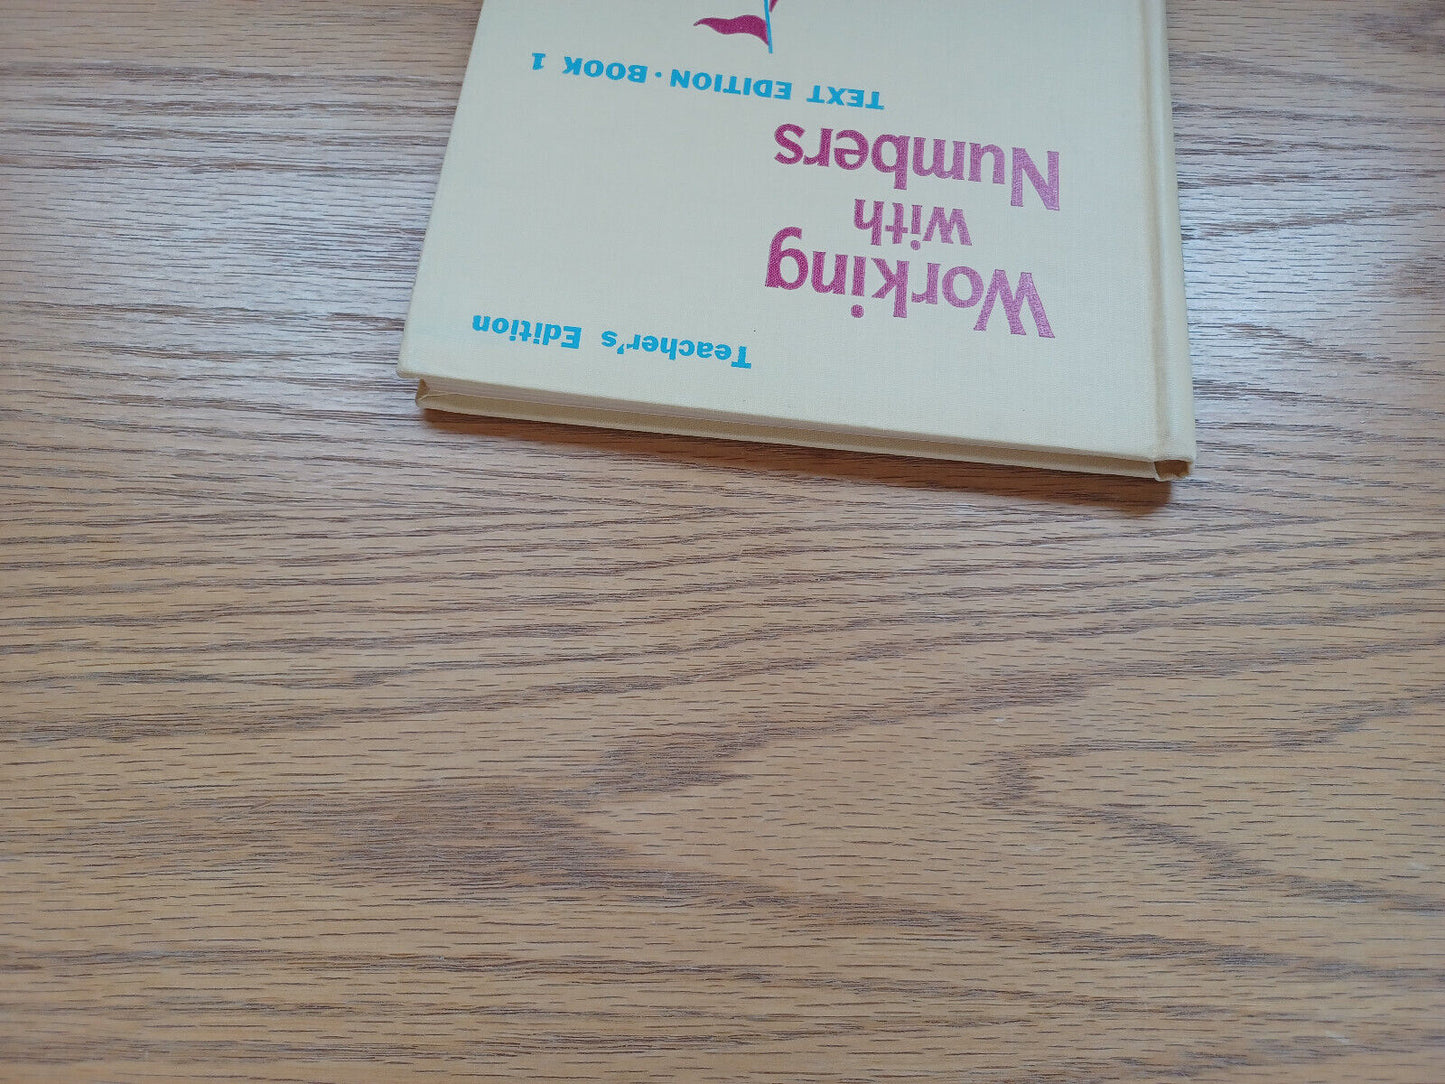 Teacher's Edition
Working
with
Numbers
TEXT EDITION · BOOK 1